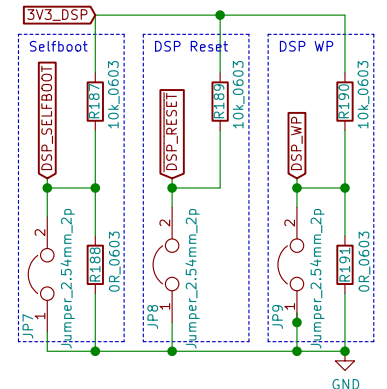 3V3_DSP
Selfboot
DSP Reset
DSP WP
DSP_SELFBOOT
R187
10k_0603
DSP_RESET
R189
10k_0603
DSP_WP
R190
10k_0603
2
1
JP7
Jumper_2.54mm_2p
R188
0R_0603
2
1
JP8
Jumper_2.54mm_2p
2
1
JP9
Jumper_2.54mm_2p
R191
0R_0603
GND